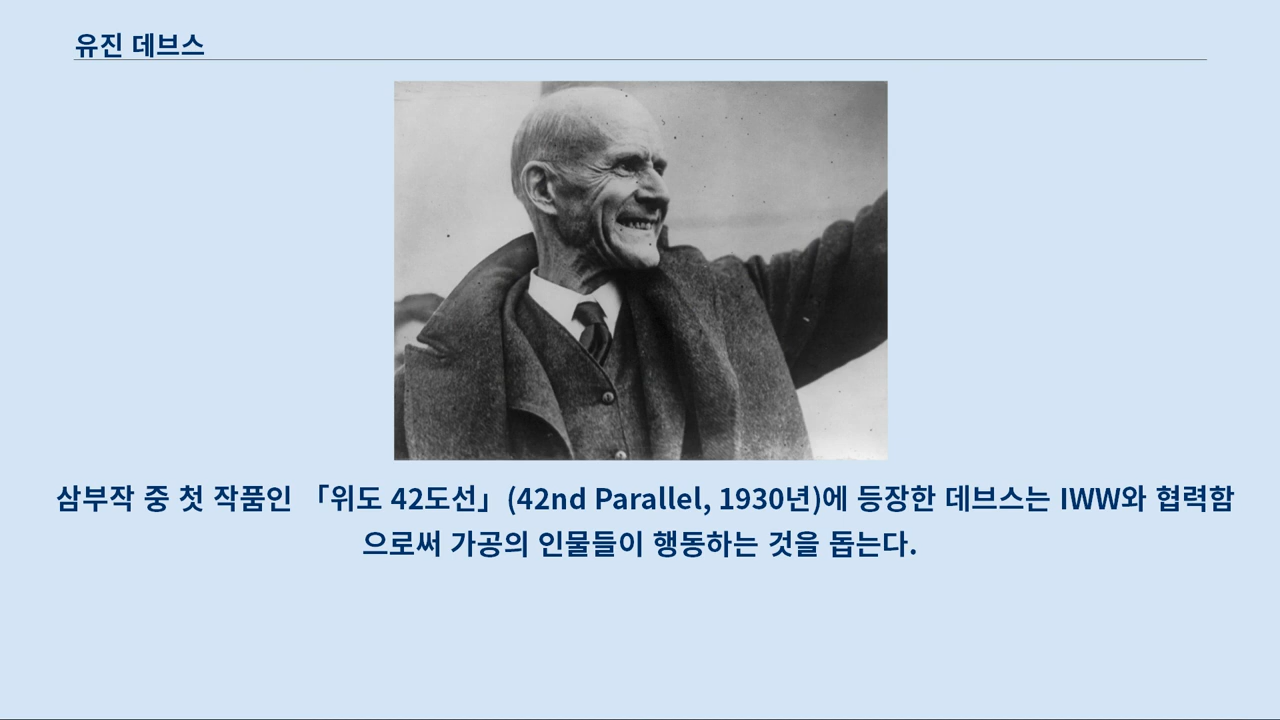 유진 데브스
삼부작 중 첫 작품인 「위도 42도선」(42nd Parallel, 1930년)에 등장한 데브스는 IWW와 협력함
으로써 가공의 인물들이 행동하는 것을 돕는다.